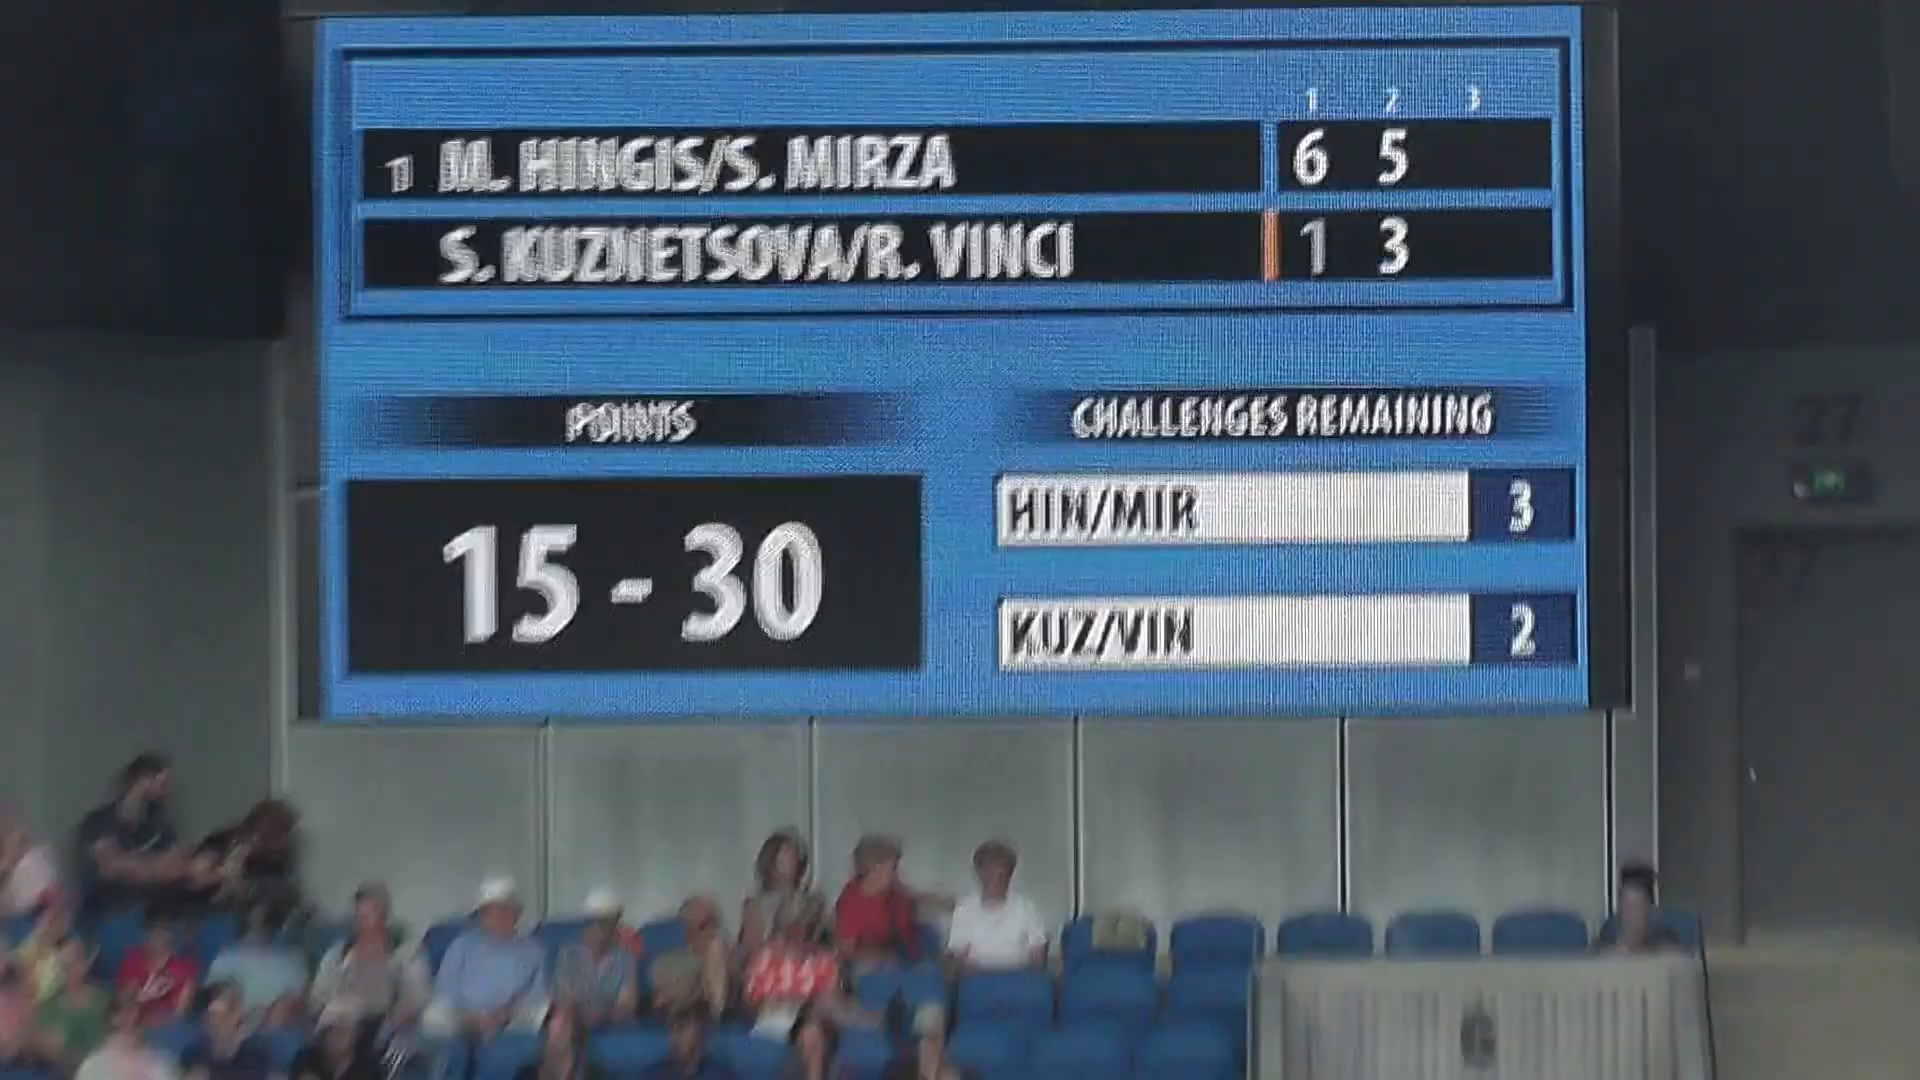 1 2 3
1 M. HINGIS/S. MIRZA 6 5
S. KUZNETSOVA/R. VINCI 1 3
POINTS
CHALLENGES REMAINING
15 - 30
HIN/MIR 3
KUZ/VIN 2
27
G